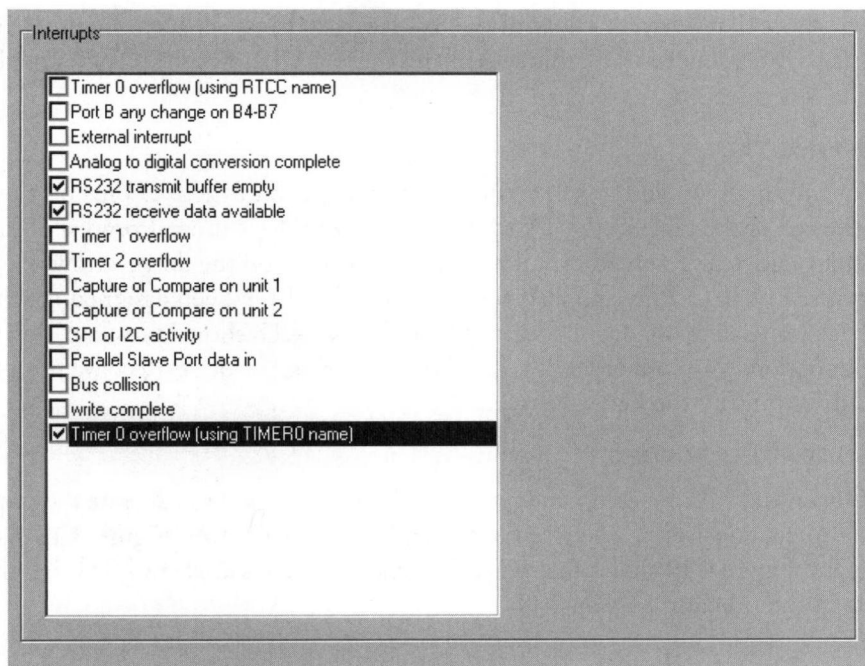 Interrupts
Timer 0 overflow (using RTCC name)
Port B any change on B4-B7
External interrupt
Analog to digital conversion complete
RS232 transmit buffer empty
RS232 receive data available
Timer 1 overflow
Timer 2 overflow
Capture or Compare on unit 1
Capture or Compare on unit 2
SPI or I2C activity
Parallel Slave Port data in
Bus collision
write complete
Timer 0 overflow (using TIMER0 name)